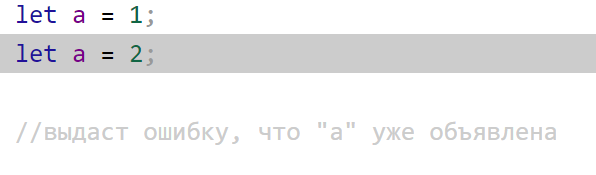 let a = 1;
let a = 2;
//выдаст ошибку, что "a" уже объявлена